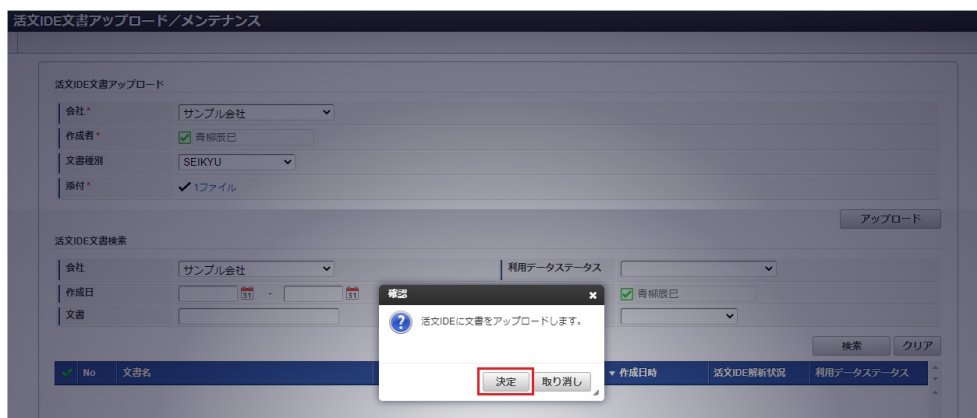 活文IDE文書アップロード／メンテナンス
活文IDE文書アップロード
会社*
サンプル会社
作成者*
青柳辰巳
文書種別
SEIKYU
添付*
1ファイル
アップロード
活文IDE文書検索
会社
サンプル会社
利用データステータス
作成日
31
-
31
青柳辰巳
文書
確認
活文IDEに文書をアップロードします。
決定
取り消し
検索
クリア
No
文書名
▼作成日時
活文IDE解析状況
利用データステータス